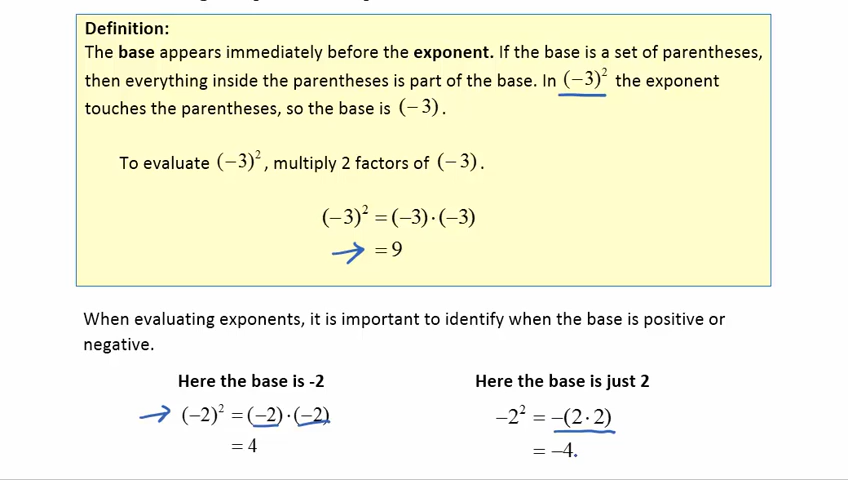 Definition:
The base appears immediately before the exponent. If the base is a set of parentheses,
then everything inside the parentheses is part of the base. In (−3)² the exponent
touches the parentheses, so the base is (−3).
To evaluate (−3)², multiply 2 factors of (−3).
(−3)² = (−3)·(−3)
= 9
When evaluating exponents, it is important to identify when the base is positive or
negative.
Here the base is -2
(−2)² = (−2)·(−2)
= 4
Here the base is just 2
−2² = −(2·2)
= −4.